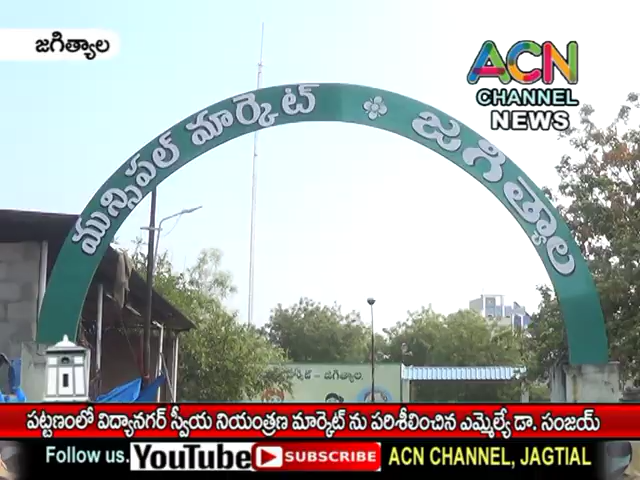 జగిత్యాల
ACN
CHANNEL
NEWS
మున్సిపల్ మార్కెట్ జగిత్యాల
- జగిత్యాల.
పట్టణంలో విద్యానగర్ స్వీయ నియంత్రణ మార్కెట్ ను పరిశీలించిన ఎమ్మెల్యే డా. సంజయ్
Follow us. YouTube SUBSCRIBE ACN CHANNEL, JAGTIAL